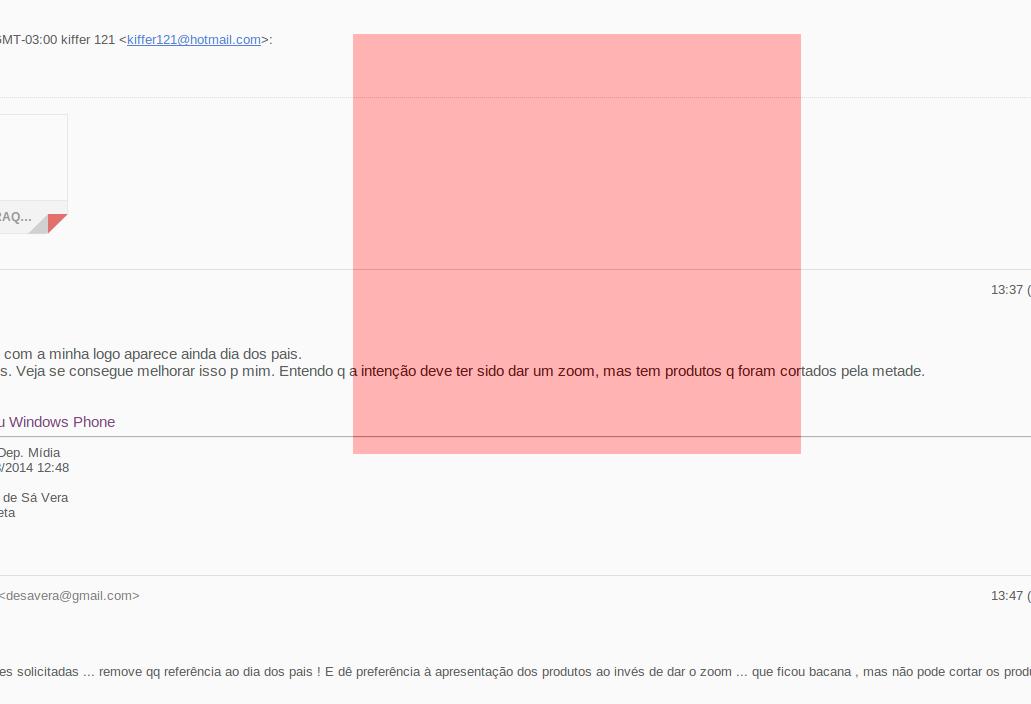 GMT-03:00 kiffer 121 <kiffer121@hotmail.com>:
RAQ...
13:37 (
com a minha logo aparece ainda dia dos pais.
s. Veja se consegue melhorar isso p mim. Entendo q a intenção deve ter sido dar um zoom, mas tem produtos q foram cortados pela metade.
u Windows Phone
Dep. Mídia
/2014 12:48
de Sá Vera
eta
<desavera@gmail.com>
13:47 (
es solicitadas ... remove qq referência ao dia dos pais ! E dê preferência à apresentação dos produtos ao invés de dar o zoom ... que ficou bacana , mas não pode cortar os produ